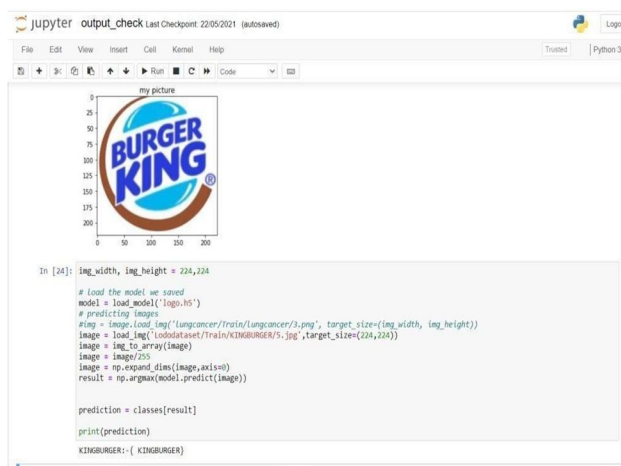 jupyter output_check Last Checkpoint: 22/05/2021 (autosaved)
Logo
File Edit View Insert Cell Kernel Help
Trusted
Python 3
Run
Code
my picture
0
25
50
75
100
125
150
175
200
0 50 100 150 200
BURGER
KING
®
In [24]: img_width, img_height = 224,224
# load the model we saved
model = load_model('logo.h5')
# predicting images
#img = image.load_img('lungcancer/Train/lungcancer/3.png', target_size=(img_width, img_height))
image = load_img('Lododataset/Train/KINGBURGER/5.jpg',target_size=(224,224))
image = img_to_array(image)
image = image/255
image = np.expand_dims(image,axis=0)
result = np.argmax(model.predict(image))
prediction = classes[result]
print(prediction)
KINGBURGER:-{ KINGBURGER}